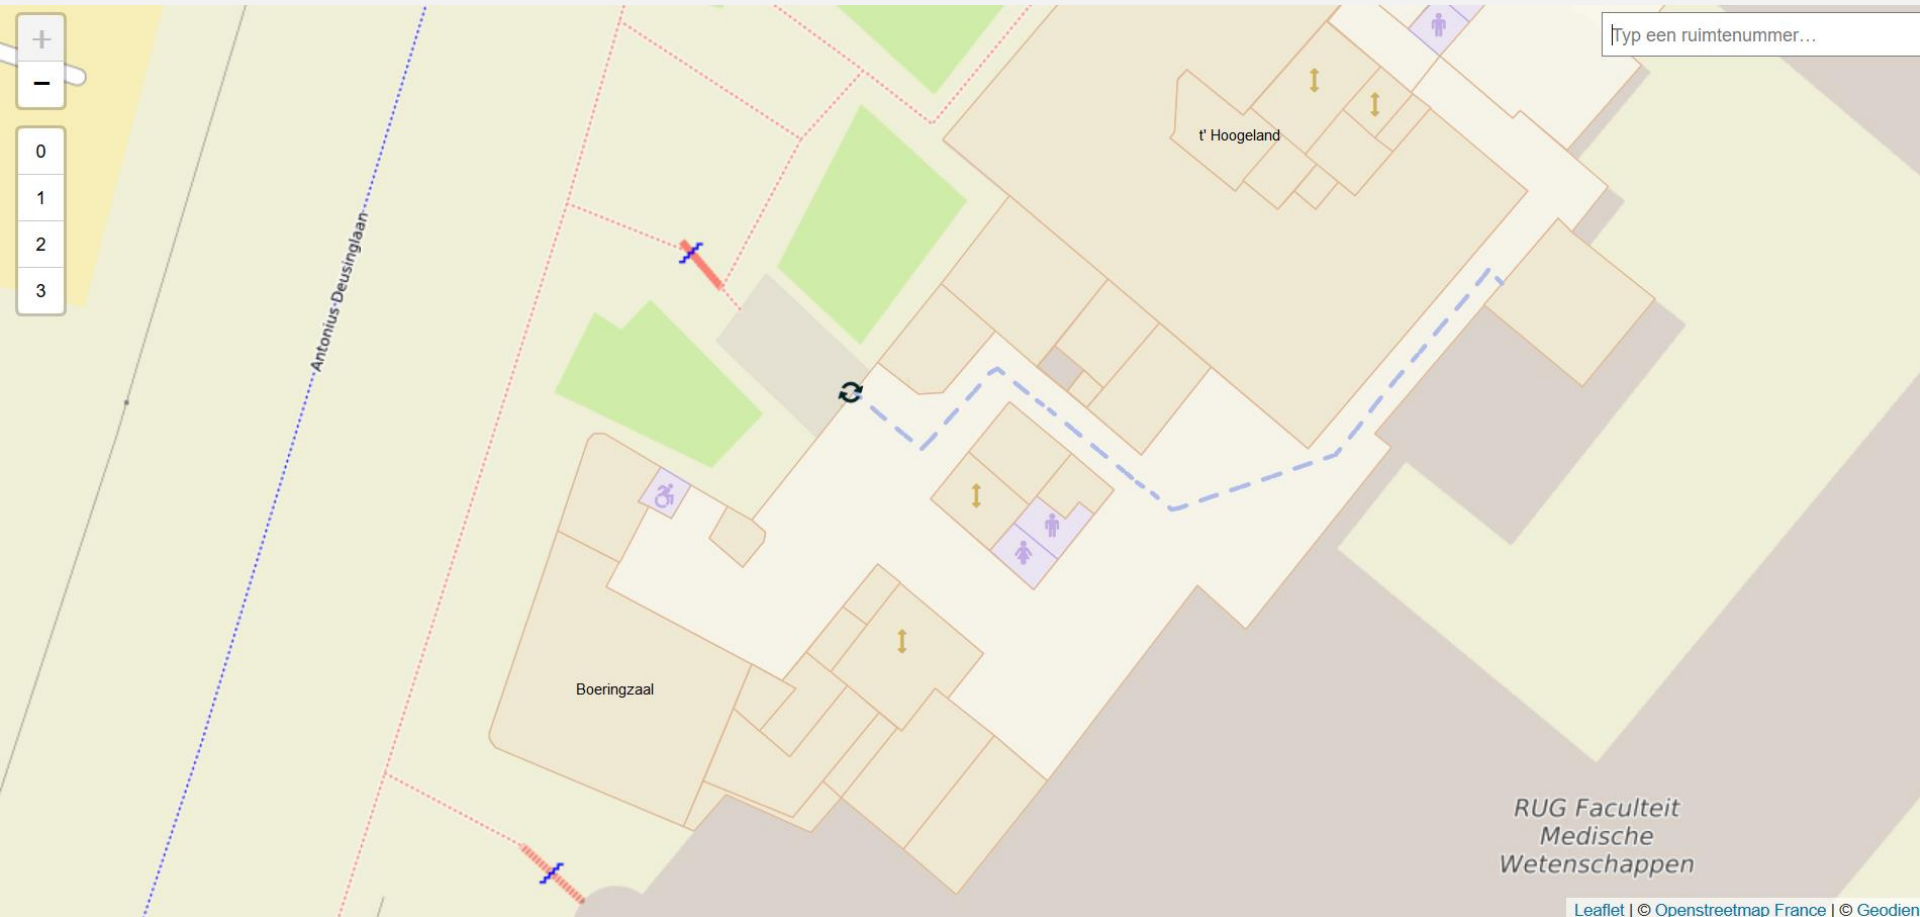 +
Typ een ruimtenummer…
−
0
1
2
3
t' Hoogeland
Antonius Deusinglaan
Boeringzaal
RUG Faculteit
Medische
Wetenschappen
Leaflet | © Openstreetmap France | © Geodien